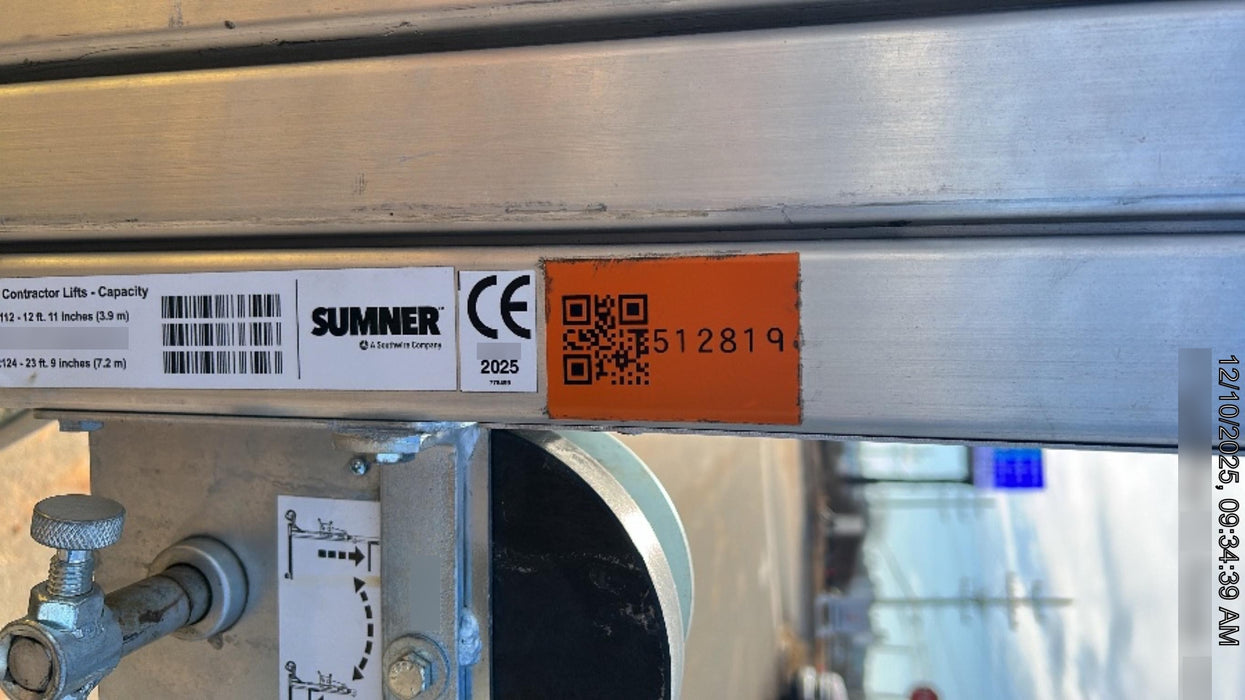 Contractor Lifts - Capacity
112 - 12 ft. 11 inches (3.9 m)
124 - 23 ft. 9 inches (7.2 m)
SUMNER
A Southwire Company
CE
2025
512819
12/10/2025, 09:34:39 AM